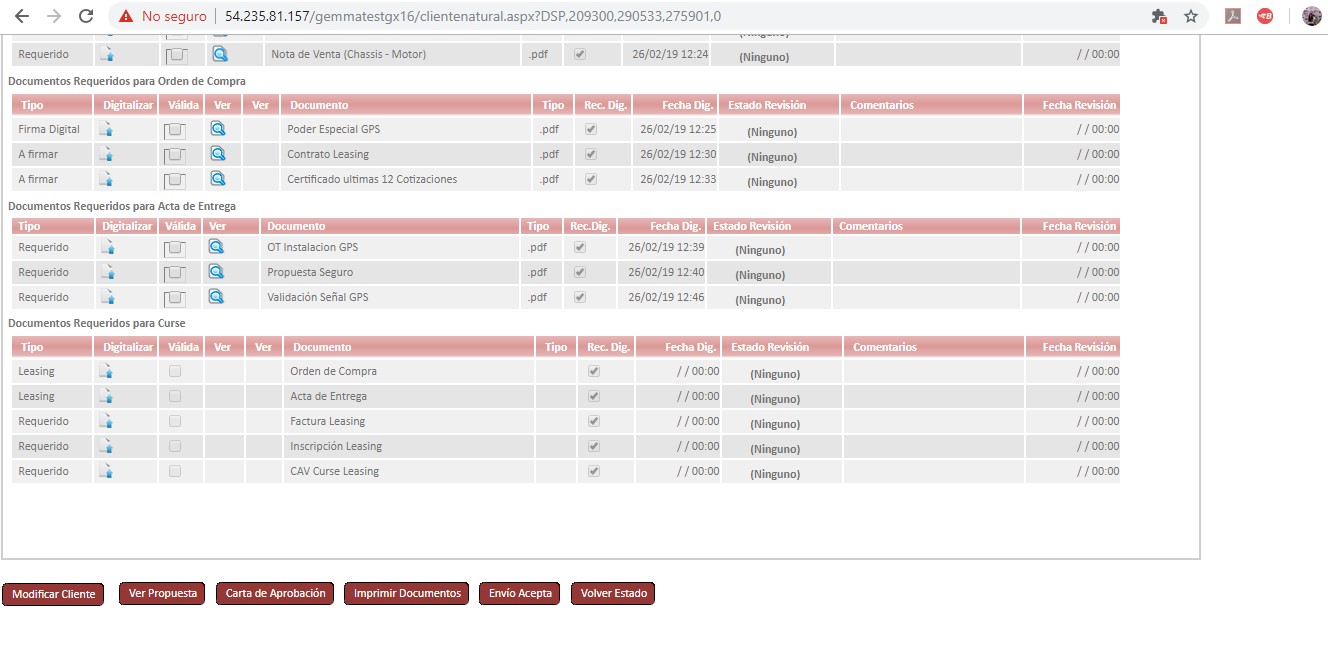 No seguro 54.235.81.157/gemmatestgx16/clientenatural.aspx?DSP,209300,290533,275901,0
Requerido Nota de Venta (Chassis - Motor) .pdf 26/02/19 12:24 (Ninguno) / / 00:00
Documentos Requeridos para Orden de Compra
Tipo Digitalizar Válida Ver Ver Documento Tipo Rec. Dig. Fecha Dig. Estado Revisión Comentarios Fecha Revisión
Firma Digital Poder Especial GPS .pdf 26/02/19 12:25 (Ninguno) / / 00:00
A firmar Contrato Leasing .pdf 26/02/19 12:30 (Ninguno) / / 00:00
A firmar Certificado ultimas 12 Cotizaciones .pdf 26/02/19 12:33 (Ninguno) / / 00:00
Documentos Requeridos para Acta de Entrega
Tipo Digitalizar Válida Ver Documento Tipo Rec.Dig. Fecha Dig. Estado Revisión Comentarios Fecha Revisión
Requerido OT Instalacion GPS .pdf 26/02/19 12:39 (Ninguno) / / 00:00
Requerido Propuesta Seguro .pdf 26/02/19 12:40 (Ninguno) / / 00:00
Requerido Validación Señal GPS .pdf 26/02/19 12:46 (Ninguno) / / 00:00
Documentos Requeridos para Curse
Tipo Digitalizar Válida Ver Ver Documento Tipo Rec. Dig. Fecha Dig. Estado Revisión Comentarios Fecha Revisión
Leasing Orden de Compra / / 00:00 (Ninguno) / / 00:00
Leasing Acta de Entrega / / 00:00 (Ninguno) / / 00:00
Requerido Factura Leasing / / 00:00 (Ninguno) / / 00:00
Requerido Inscripción Leasing / / 00:00 (Ninguno) / / 00:00
Requerido CAV Curse Leasing / / 00:00 (Ninguno) / / 00:00
Modificar Cliente Ver Propuesta Carta de Aprobación Imprimir Documentos Envío Acepta Volver Estado